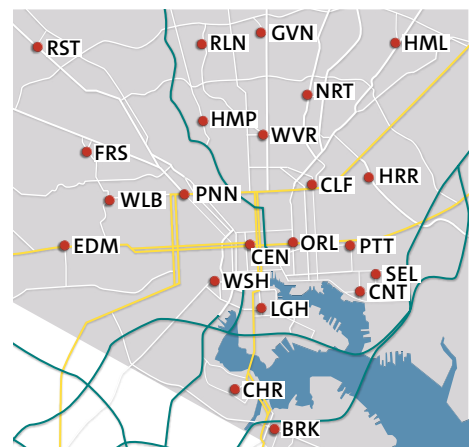 GVN
RST
RLN
HML
NRT
HMP
WVR
FRS
HRR
CLF
PNN
WLB
EDM
CEN
ORL
PTT
SEL
WSH
CNT
LGH
CHR
BRK